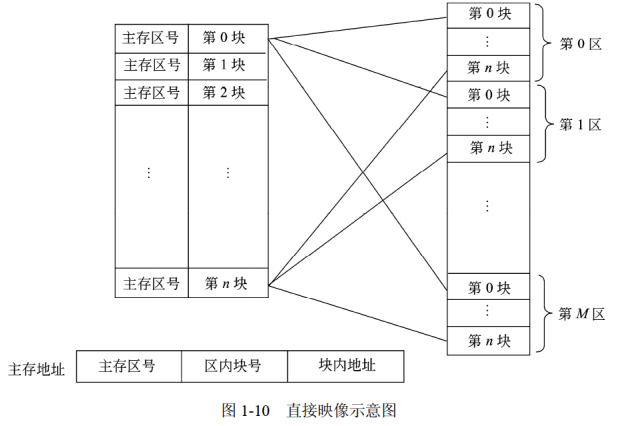 主存区号 第 0 块
主存区号 第 1 块
主存区号 第 2 块
⋮ ⋮
主存区号 第 n 块
第 0 块
⋮
第 n 块
第 0 区
第 0 块
⋮
第 n 块
第 1 区
⋮
第 0 块
⋮
第 n 块
第 M 区
主存地址 主存区号 区内块号 块内地址
图 1-10 直接映像示意图